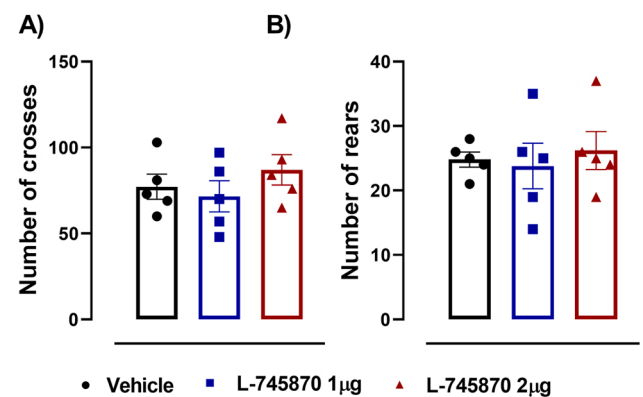 A)
B)
Number of crosses
150
100
50
0
Number of rears
40
30
20
10
0
Vehicle
L-745870 1μg
L-745870 2μg